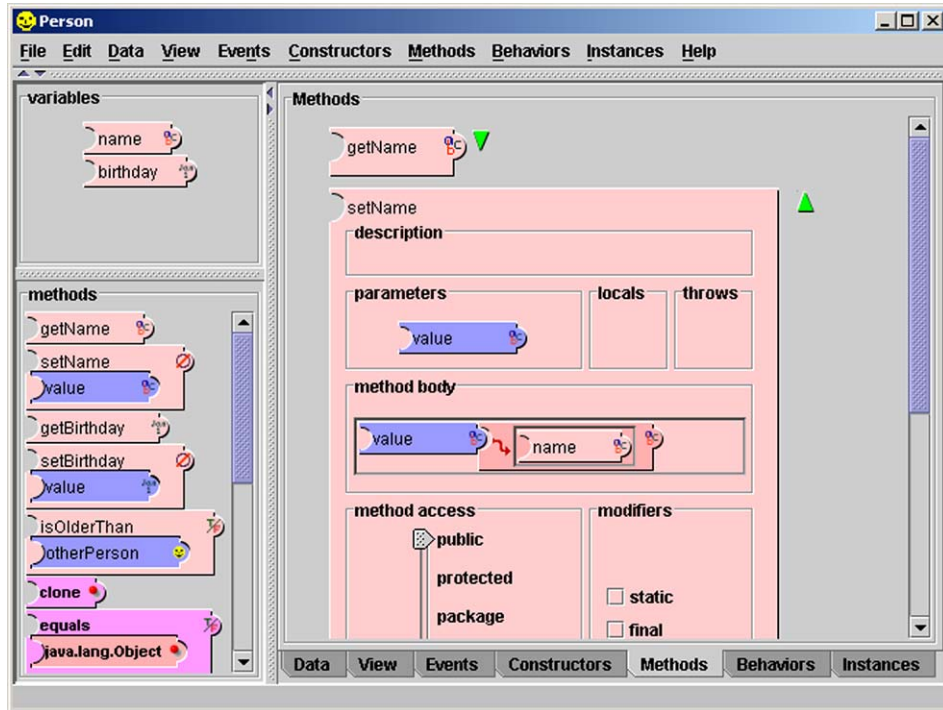 Person
File Edit Data View Events Constructors Methods Behaviors Instances Help
variables
name
birthday
methods
getName
setName
value
getBirthday
setBirthday
value
isOlderThan
otherPerson
clone
equals
java.lang.Object
Methods
getName
setName
description
parameters
value
locals
throws
method body
value
name
method access
public
protected
package
modifiers
static
final
Data View Events Constructors Methods Behaviors Instances